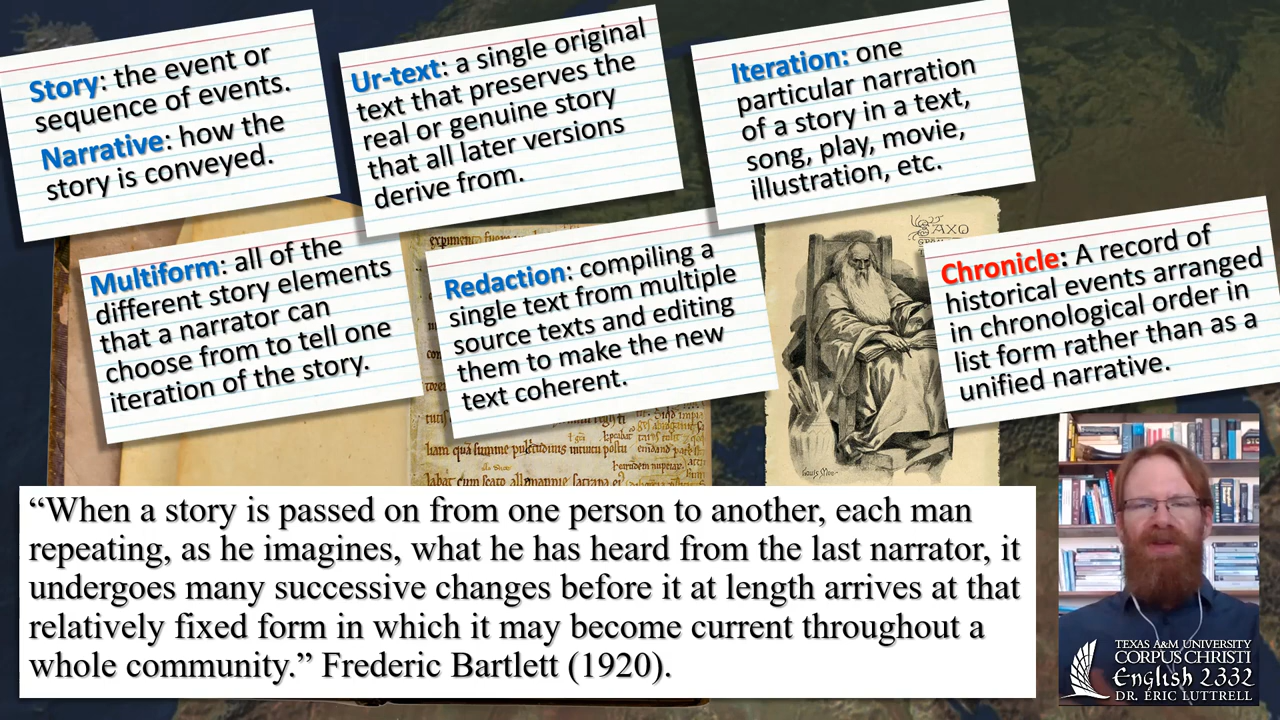 Story: the event or
sequence of events.
Narrative: how the
story is conveyed.
Ur-text: a single original
text that preserves the
real or genuine story
that all later versions
derive from.
Iteration: one
particular narration
of a story in a text,
song, play, movie,
illustration, etc.
Multiform: all of the
different story elements
that a narrator can
choose from to tell one
iteration of the story.
Redaction: compiling a
single text from multiple
source texts and editing
them to make the new
text coherent.
SAXO
Chronicle: A record of
historical events arranged
in chronological order in
list form rather than as a
unified narrative.
“When a story is passed on from one person to another, each man
repeating, as he imagines, what he has heard from the last narrator, it
undergoes many successive changes before it at length arrives at that
relatively fixed form in which it may become current throughout a
whole community.” Frederic Bartlett (1920).
TEXAS A&M UNIVERSITY
CORPUS CHRISTI
English 2332
DR. ERIC LUTTRELL